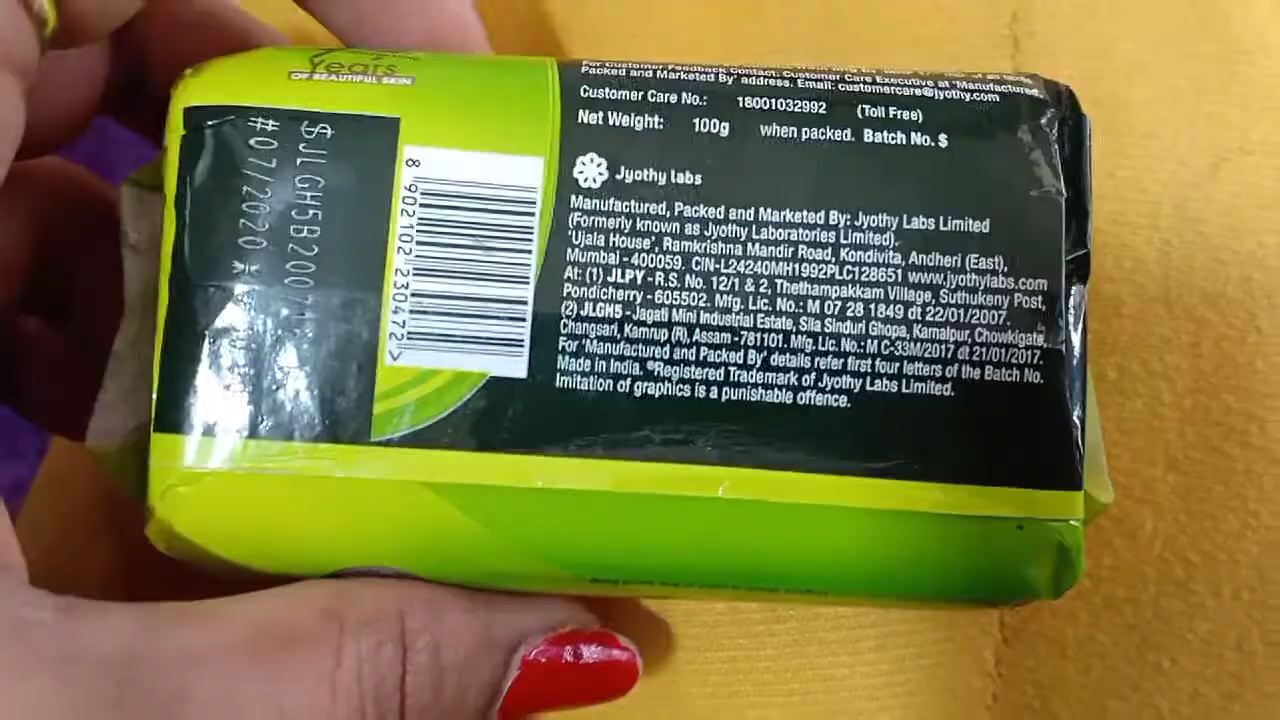 Years
OF BEAUTIFUL SKIN
$JLGH5B207
#07/2020
8 902102 230472>
For Customer Feedback Contact: Customer Care Executive at 'Manufactured,
Packed and Marketed By' address. Email: customercare@jyothy.com
Customer Care No.: 18001032992 (Toll Free)
Net Weight: 100g when packed. Batch No. $
Jyothy labs
Manufactured, Packed and Marketed By: Jyothy Labs Limited
(Formerly known as Jyothy Laboratories Limited).
'Ujala House', Ramkrishna Mandir Road, Kondivita, Andheri (East),
Mumbai - 400059. CIN-L24240MH1992PLC128651 www.jyothylabs.com
At: (1) JLPY - R.S. No. 12/1 & 2, Thethampakkam Village, Suthukeny Post,
Pondicherry - 605502. Mfg. Lic. No.: M 07 28 1849 dt 22/01/2007.
(2) JLGH5 - Jagati Mini Industrial Estate, Sila Sinduri Ghopa, Kamalpur, Chowkigate,
Changsari, Kamrup (R), Assam - 781101. Mfg. Lic. No.: M C-33M/2017 dt 21/01/2017.
For 'Manufactured and Packed By' details refer first four letters of the Batch No.
Made in India. ®Registered Trademark of Jyothy Labs Limited.
Imitation of graphics is a punishable offence.